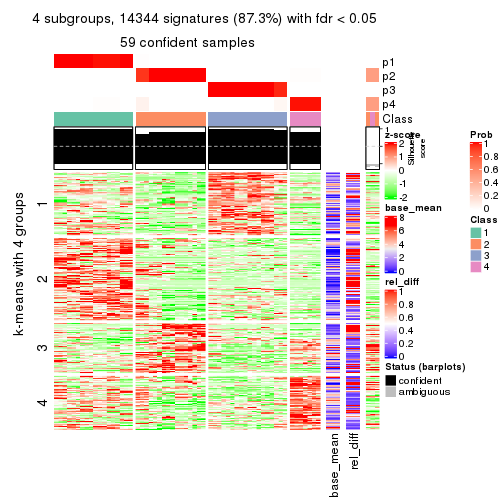 4 subgroups, 14344 signatures (87.3%) with fdr < 0.05
59 confident samples
p1
p2
p3
p4
Class
1
Silhouette
score
k-means with 4 groups
1
2
3
4
base_mean
rel_diff
z-score
2
1
0
-1
-2
base_mean
8
6
4
2
0
rel_diff
1
0.8
0.6
0.4
0.2
0
Status (barplots)
confident
ambiguous
Prob
1
0.8
0.6
0.4
0.2
0
Class
1
2
3
4